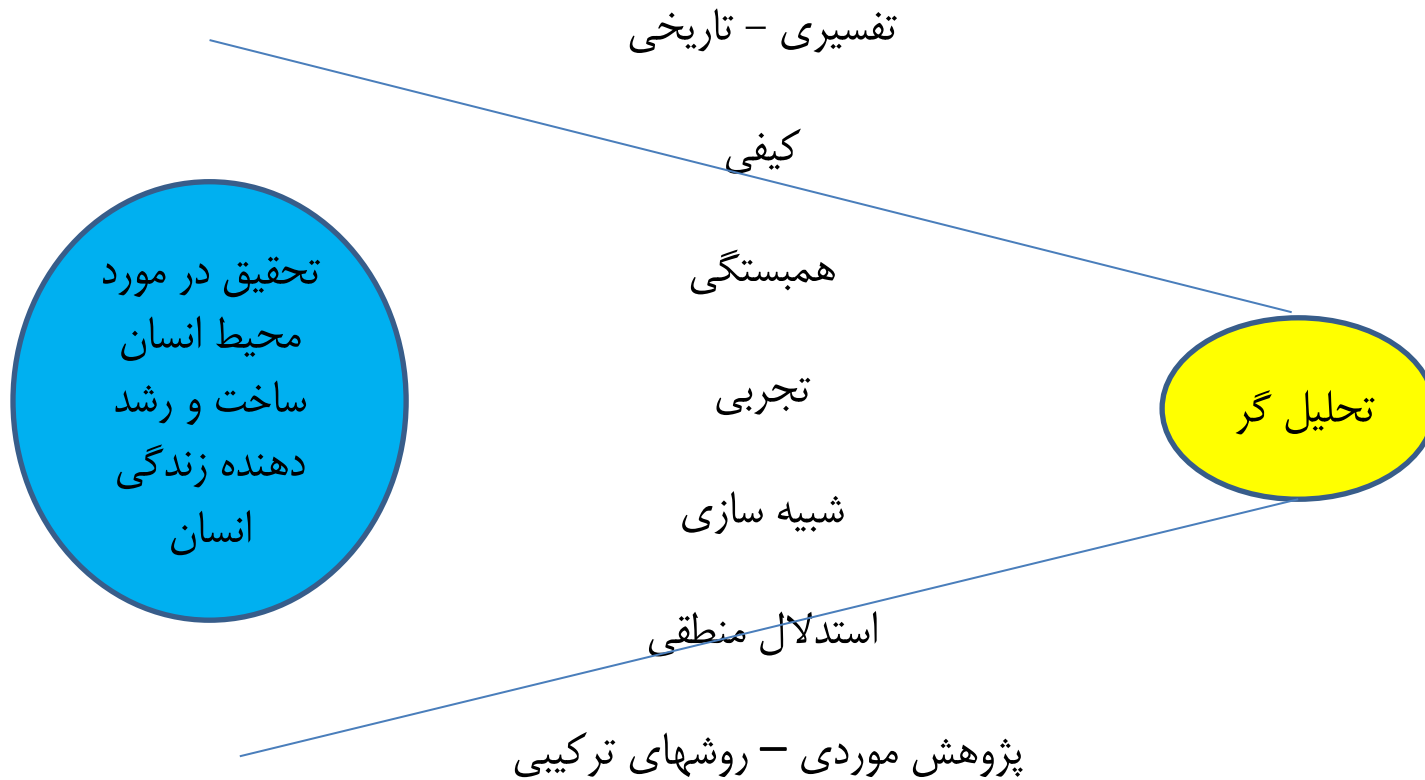 تفسیری – تاریخی
کیفی
همبستگی
تجربی
شبیه سازی
استدلال منطقی
پژوهش موردی – روشهای ترکیبی
تحلیل گر
تحقیق در مورد
محیط انسان
ساخت و رشد
دهنده زندگی
انسان